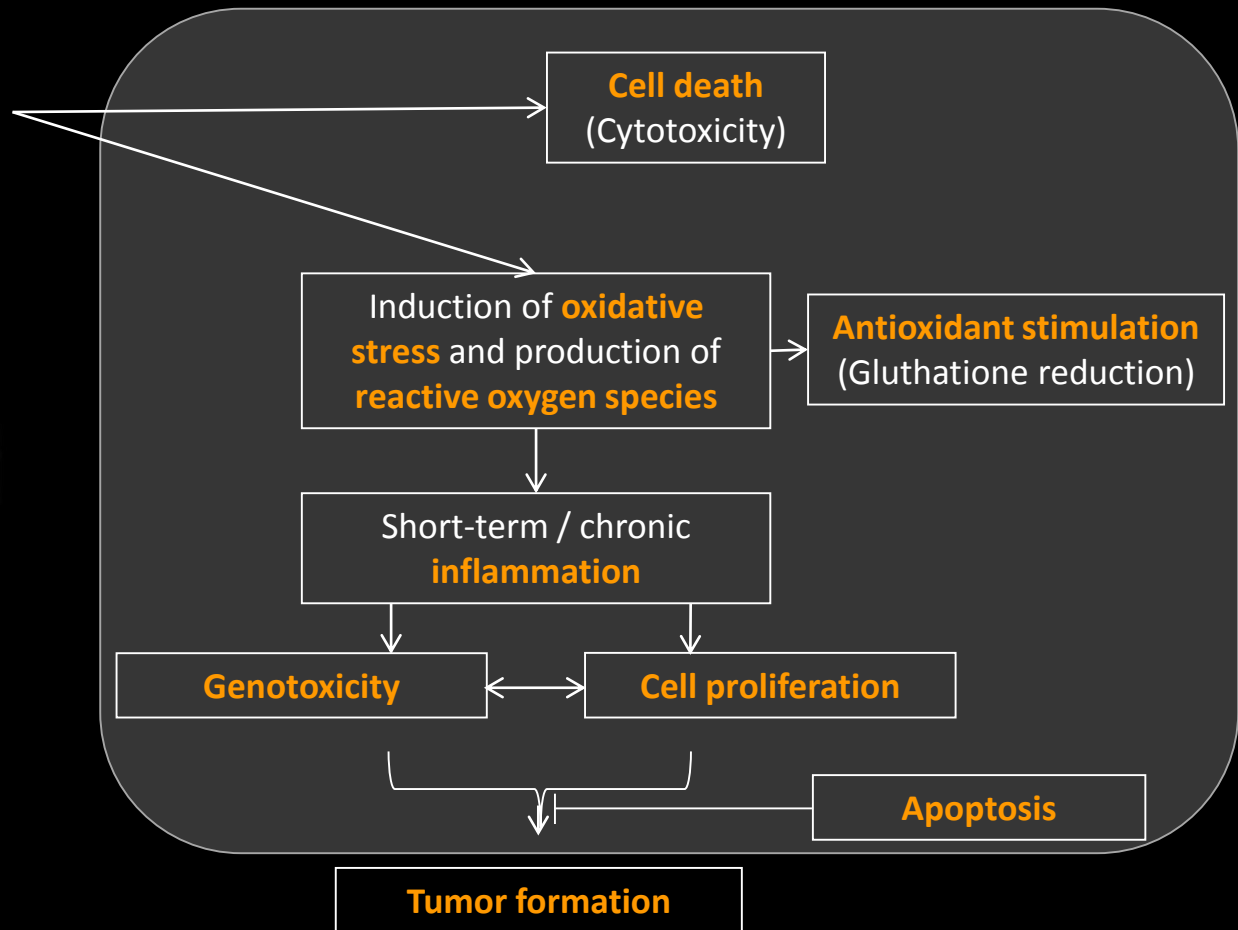 Cell death
(Cytotoxicity)
Induction of oxidative
stress and production of
reactive oxygen species
Antioxidant stimulation
(Gluthatione reduction)
Short-term / chronic
inflammation
Genotoxicity
Cell proliferation
Apoptosis
Tumor formation